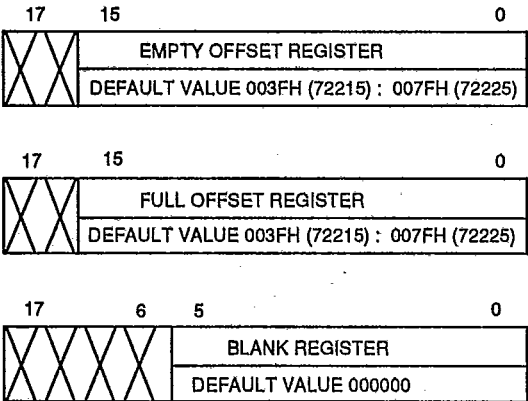 17 15 0
EMPTY OFFSET REGISTER
DEFAULT VALUE 003FH (72215) : 007FH (72225)
17 15 0
FULL OFFSET REGISTER
DEFAULT VALUE 003FH (72215) : 007FH (72225)
17 6 5 0
BLANK REGISTER
DEFAULT VALUE 000000